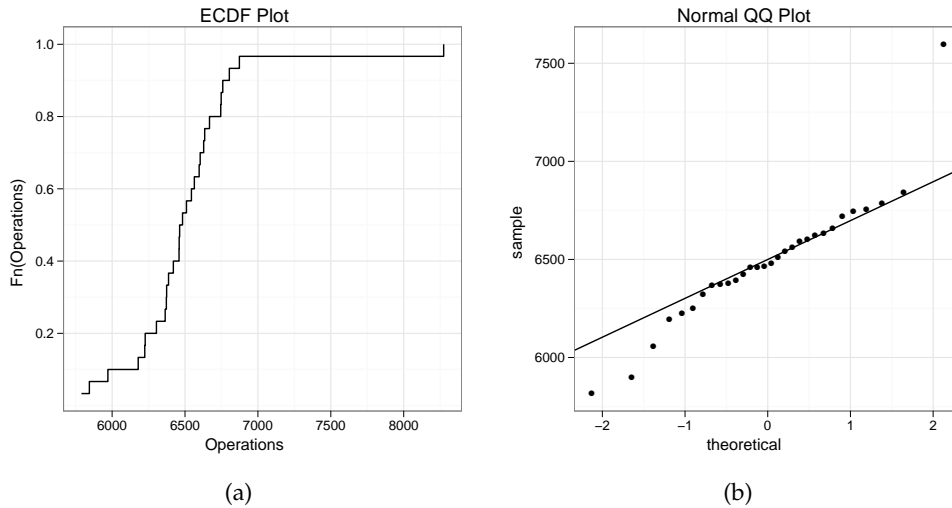 ECDF Plot
1.0
0.8
0.6
0.4
0.2
Fn(Operations)
6000 6500 7000 7500 8000
Operations
(a)
Normal QQ Plot
7500
7000
6500
6000
sample
−2 −1 0 1 2
theoretical
(b)